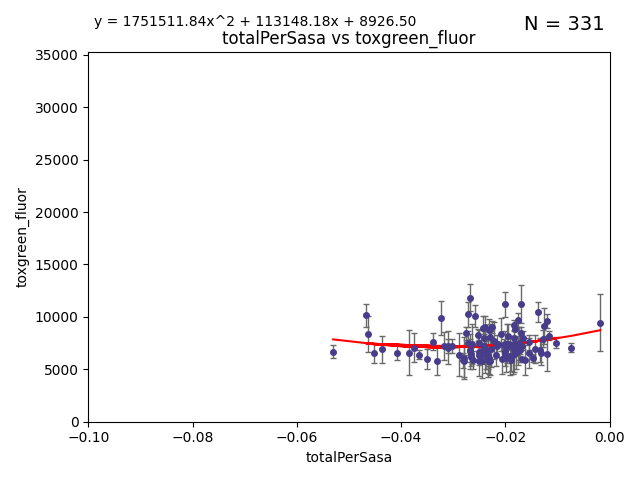 y = 1751511.84x^2 + 113148.18x + 8926.50
N = 331
totalPerSasa vs toxgreen_fluor
35000
30000
25000
20000
15000
10000
5000
0
toxgreen_fluor
−0.10
−0.08
−0.06
−0.04
−0.02
0.00
totalPerSasa